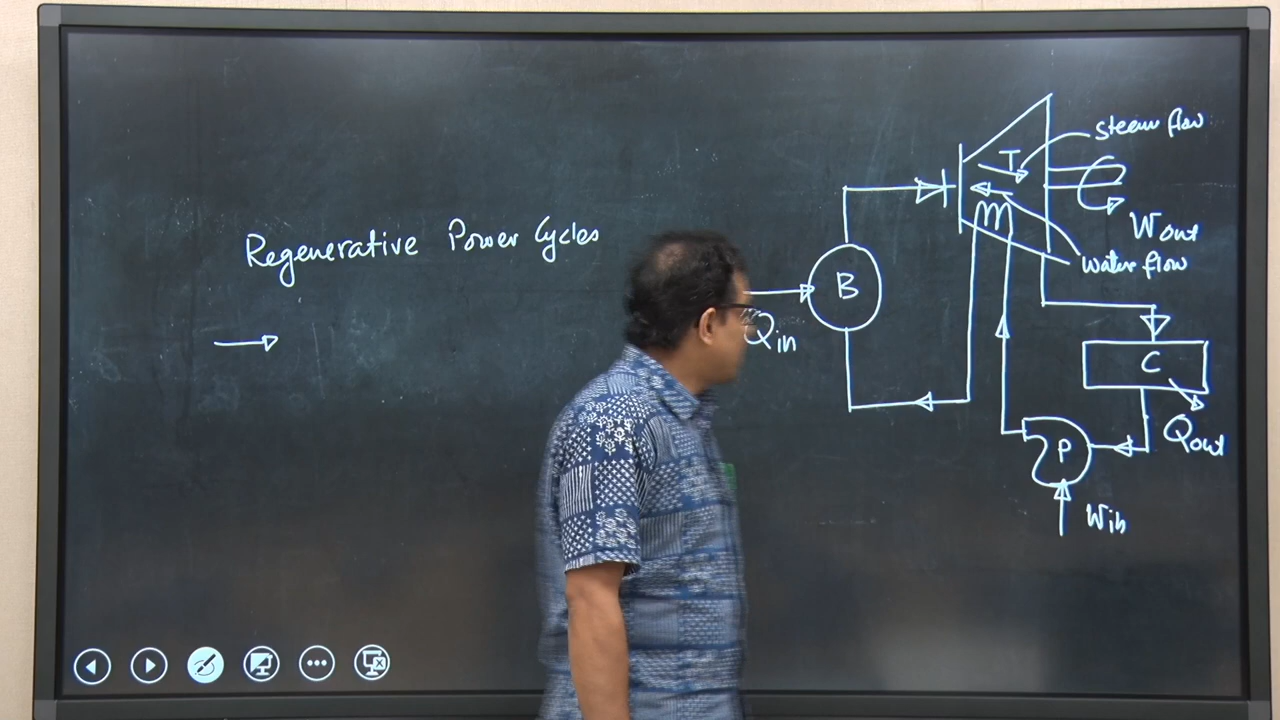 Regenerative Power Cycles
steam flow
T
Wout
water flow
B
Qin
C
Qout
P
Win